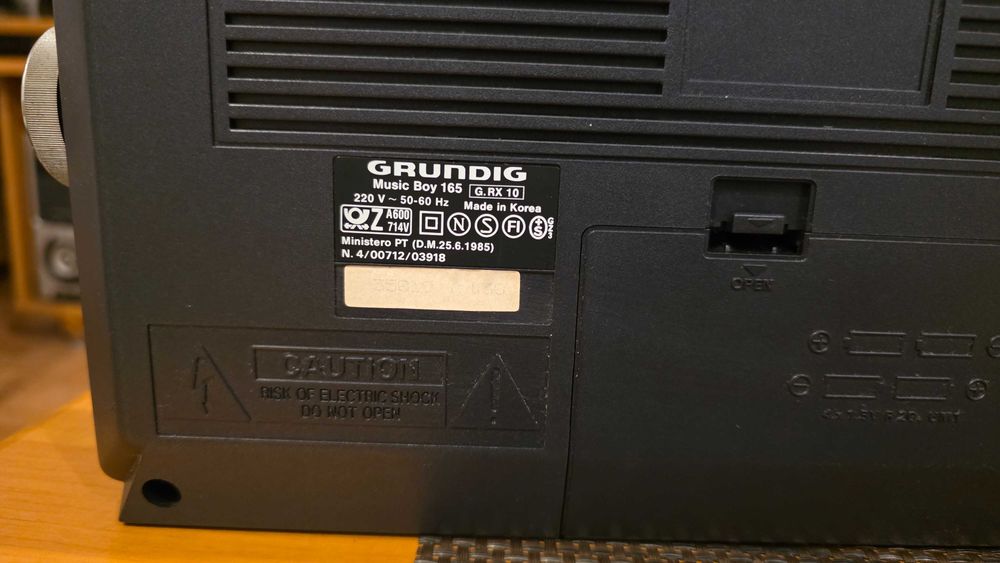 GRUNDIG
Music Boy 165 G.RX 10
220 V ~ 50-60 Hz Made in Korea
Z A600 714V N S FI
Ministero PT (D.M.25.6.1985)
N. 4/00712/03918
OPEN
CAUTION
RISK OF ELECTRIC SHOCK
DO NOT OPEN